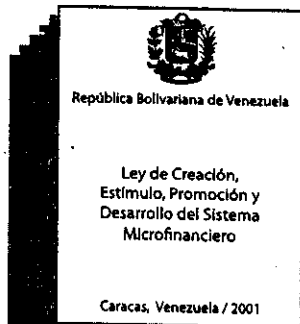 República Bolivariana de Venezuela
Ley de Creación,
Estímulo, Promoción y
Desarrollo del Sistema
Microfinanciero
Caracas, Venezuela / 2001